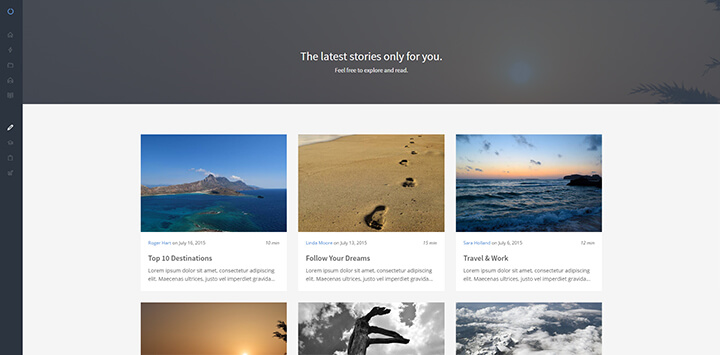 The latest stories only for you.
Feel free to explore and read.
Roger Hart on July 16, 2015 10 min
Top 10 Destinations
Lorem ipsum dolor sit amet, consectetur adipiscing
elit. Maecenas ultrices, justo vel imperdiet gravida...
Linda Moore on July 13, 2015 15 min
Follow Your Dreams
Lorem ipsum dolor sit amet, consectetur adipiscing
elit. Maecenas ultrices, justo vel imperdiet gravida...
Sara Holland on July 6, 2015 12 min
Travel & Work
Lorem ipsum dolor sit amet, consectetur adipiscing
elit. Maecenas ultrices, justo vel imperdiet gravida...